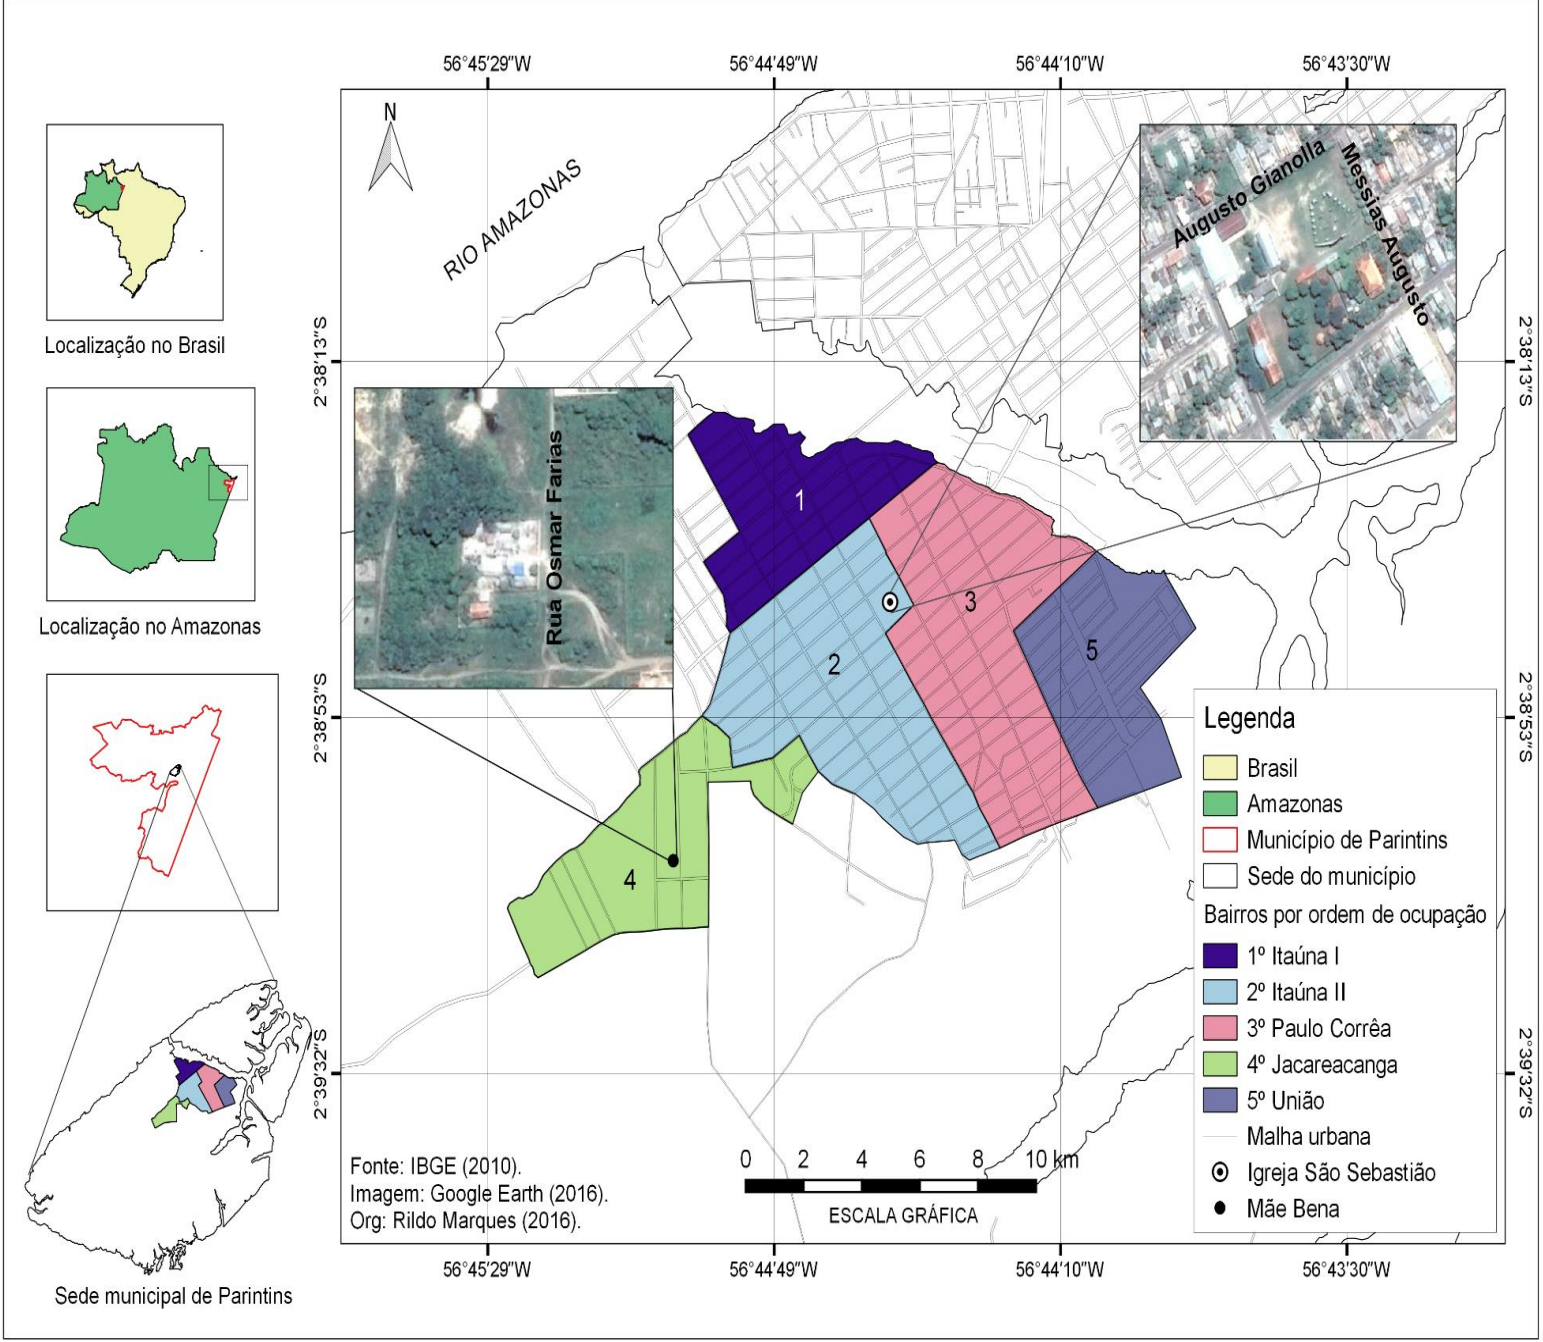 56°45'29"W
56°44'49"W
56°44'10"W
56°43'30"W
N
RIO AMAZONAS
Augusto Gianolla
Messias Augusto
Localização no Brasil
2°38'13"S
2°38'13"S
Rua Osmar Farias
1
2
3
4
5
Localização no Amazonas
2°38'53"S
2°38'53"S
Legenda
Brasil
Amazonas
Município de Parintins
Sede do município
Bairros por ordem de ocupação
1º Itaúna I
2º Itaúna II
3º Paulo Corrêa
4º Jacareacanga
5º União
Malha urbana
Igreja São Sebastião
Mãe Bena
2°39'32"S
2°39'32"S
Fonte: IBGE (2010).
Imagem: Google Earth (2016).
Org: Rildo Marques (2016).
0 2 4 6 8 10 km
ESCALA GRÁFICA
56°45'29"W
56°44'49"W
56°44'10"W
56°43'30"W
Sede municipal de Parintins